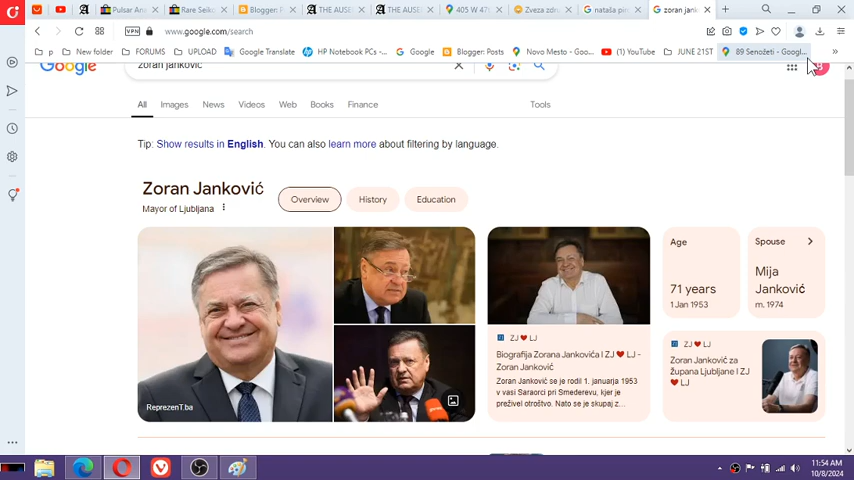 Pulsar An
Rare Seik
Blogger: F
THE AUSE
THE AUSE
405 W 47
Zveza zdr
nataša pir
zoran jank
VPN
www.google.com/search
p
New folder
FORUMS
UPLOAD
Google Translate
HP Notebook PCs -...
Google
Blogger: Posts
Novo Mesto - Goo...
(1) YouTube
JUNE 21ST
89 Senožeti - Googl...
Google
zoran janković
All
Images
News
Videos
Web
Books
Finance
Tools
Tip: Show results in English. You can also learn more about filtering by language.
Zoran Janković
Mayor of Ljubljana
Overview
History
Education
ReprezenT.ba
ZJ ❤ LJ
Biografija Zorana Jankovića I ZJ ❤ LJ -
Zoran Janković
Zoran Janković se je rodil 1. januarja 1953
v vasi Saraorci pri Smederevu, kjer je
preživel otroštvo. Nato se je skupaj z...
Age
71 years
1 Jan 1953
Spouse
Mija
Janković
m. 1974
ZJ ❤ LJ
Zoran Janković za
župana Ljubljane I ZJ
❤ LJ
11:54 AM
10/8/2024